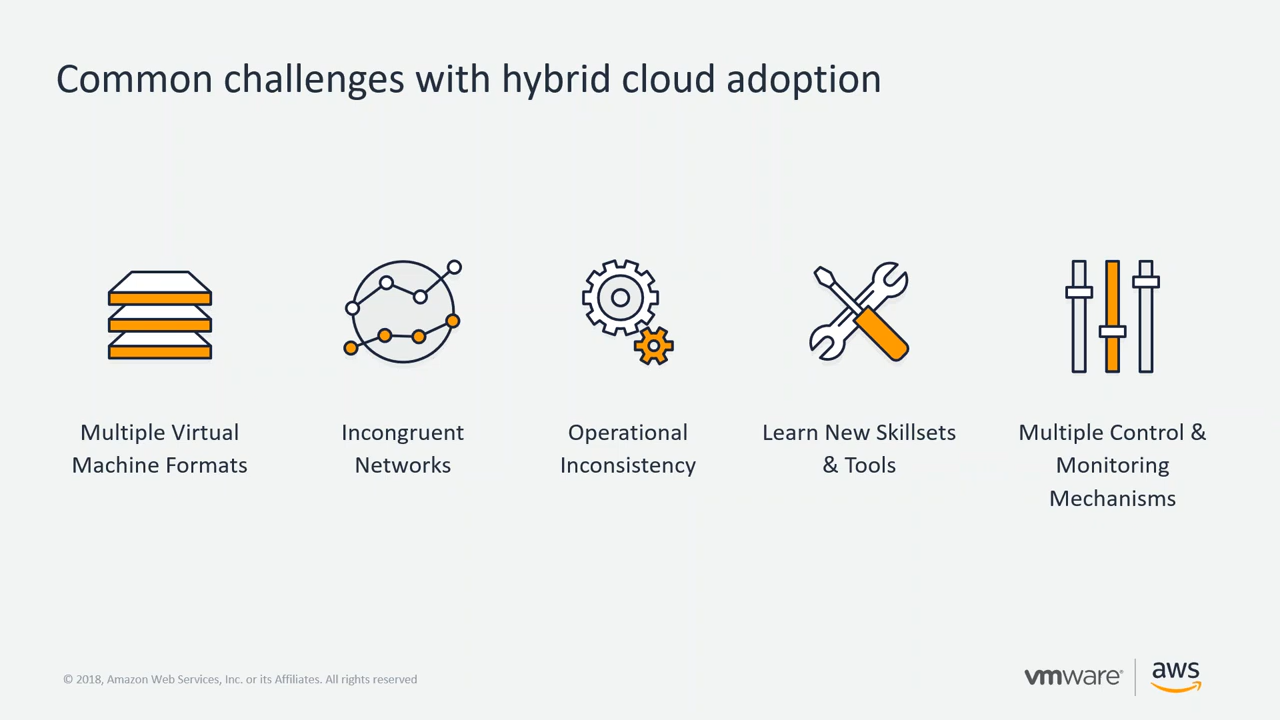 Common challenges with hybrid cloud adoption
Multiple Virtual
Machine Formats
Incongruent
Networks
Operational
Inconsistency
Learn New Skillsets
& Tools
Multiple Control &
Monitoring
Mechanisms
© 2018, Amazon Web Services, Inc. or its Affiliates. All rights reserved
vmware®
aws